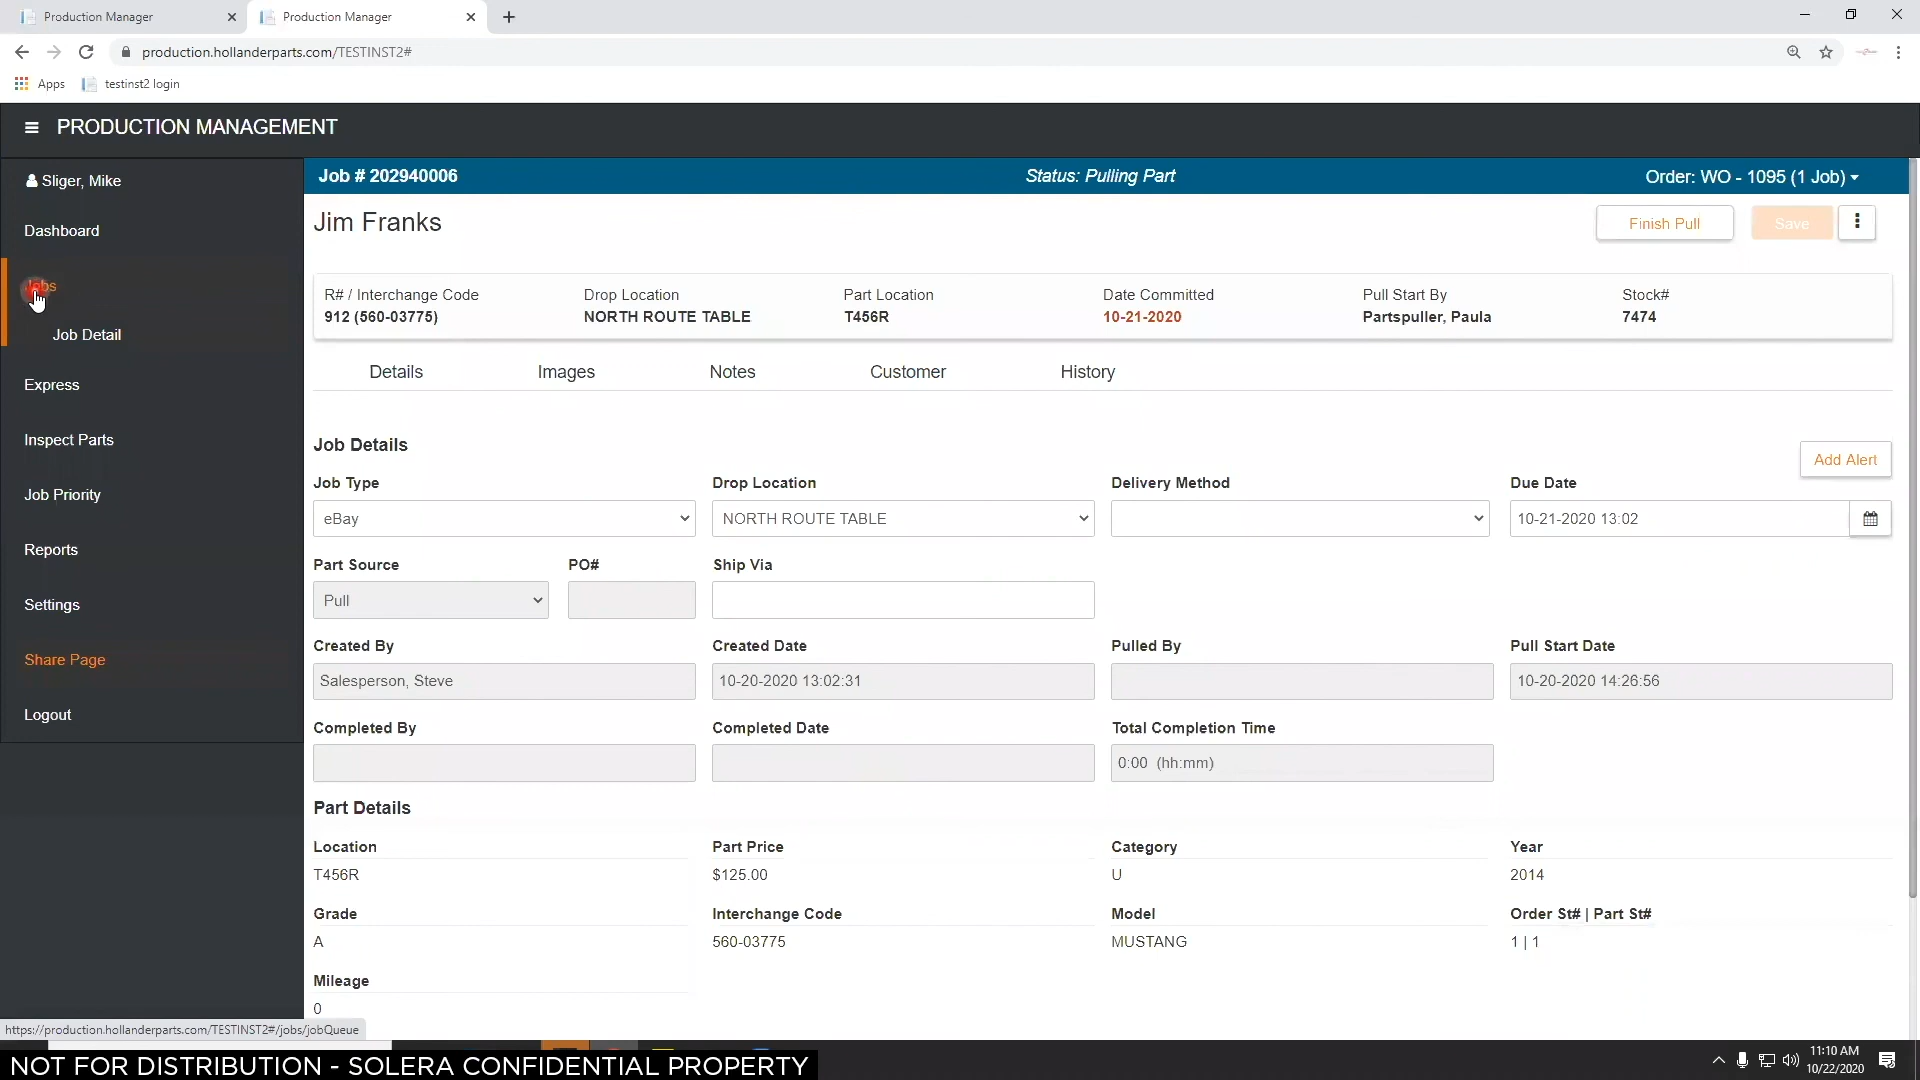 Production Manager
Production Manager
production.hollanderparts.com/TESTINST2#
Apps
testinst2 login
PRODUCTION MANAGEMENT
Sliger, Mike
Dashboard
Jobs
Job Detail
Express
Inspect Parts
Job Priority
Reports
Settings
Share Page
Logout
Job # 202940006
Status: Pulling Part
Order: WO - 1095 (1 Job)
Jim Franks
Finish Pull
Save
R# / Interchange Code
Drop Location
Part Location
Date Committed
Pull Start By
Stock#
912 (560-03775)
NORTH ROUTE TABLE
T456R
10-21-2020
Partspuller, Paula
7474
Details
Images
Notes
Customer
History
Job Details
Add Alert
Job Type
Drop Location
Delivery Method
Due Date
eBay
NORTH ROUTE TABLE
10-21-2020 13:02
Part Source
PO#
Ship Via
Pull
Created By
Created Date
Pulled By
Pull Start Date
Salesperson, Steve
10-20-2020 13:02:31
10-20-2020 14:26:56
Completed By
Completed Date
Total Completion Time
0:00 (hh:mm)
Part Details
Location
Part Price
Category
Year
T456R
$125.00
U
2014
Grade
Interchange Code
Model
Order St# | Part St#
A
560-03775
MUSTANG
1 | 1
Mileage
0
https://production.hollanderparts.com/TESTINST2#/jobs/jobQueue
NOT FOR DISTRIBUTION - SOLERA CONFIDENTIAL PROPERTY
11:10 AM
10/22/2020